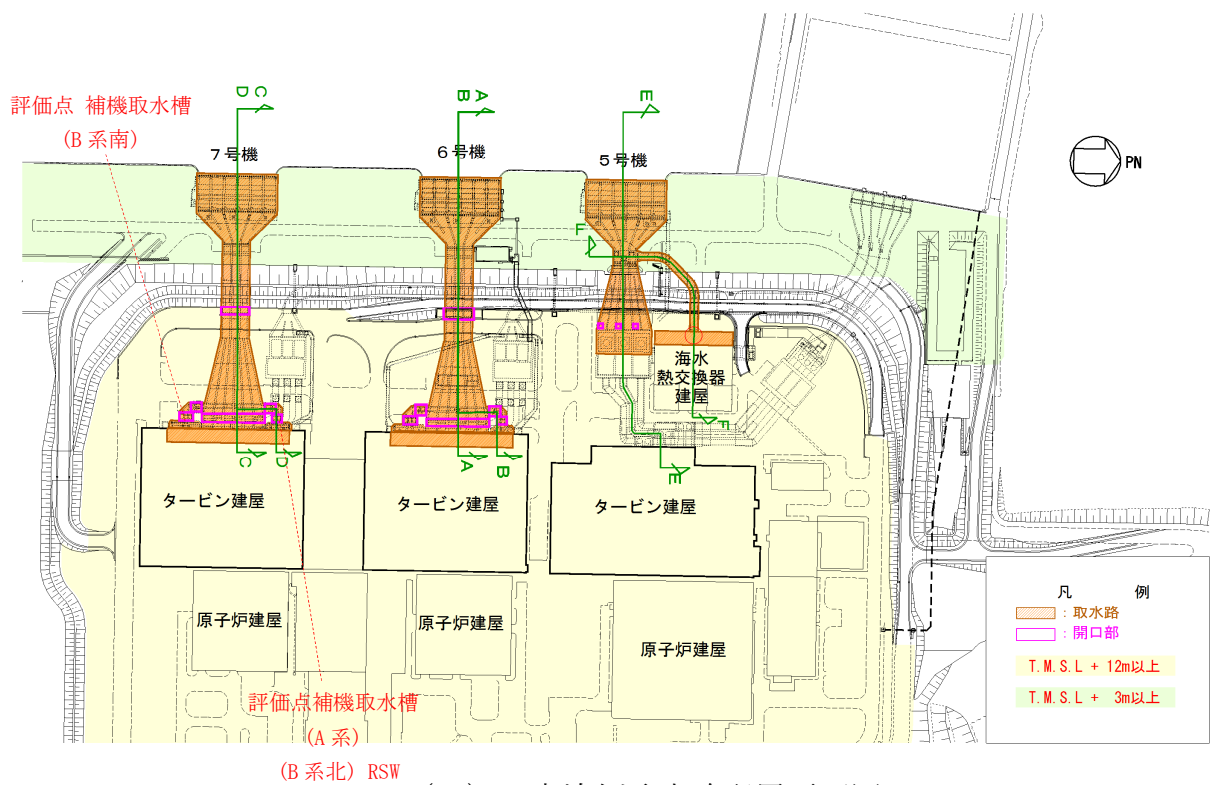 評価点 補機取水槽
(B 系南)
D C
B A
E
7号機
6号機
5号機
PN
F
海水
熱交換器
建屋
F
C
D
A
B
E
タービン建屋
タービン建屋
タービン建屋
原子炉建屋
原子炉建屋
原子炉建屋
評価点補機取水槽
(A 系)
(B 系北) RSW
凡 例
: 取水路
: 開口部
T.M.S.L + 12m以上
T.M.S.L + 3m以上